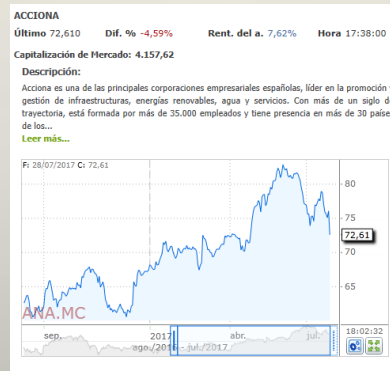 ACCIONA
Último 72,610 Dif. % -4,59% Rent. del a. 7,62% Hora 17:38:00
Capitalización de Mercado: 4.157,62
Descripción:
Acciona es una de las principales corporaciones empresariales españolas, líder en la promoción
gestión de infraestructuras, energías renovables, agua y servicios. Con más de un siglo d
trayectoria, está formada por más de 35.000 empleados y tiene presencia en más de 30 paíse
de los...
Leer más...
F: 28/07/2017 C: 72,61
80
75
72,61
70
65
ANA.MC
sep. 2017 abr. jul.
ago./2016 - jul./2017
18:02:32